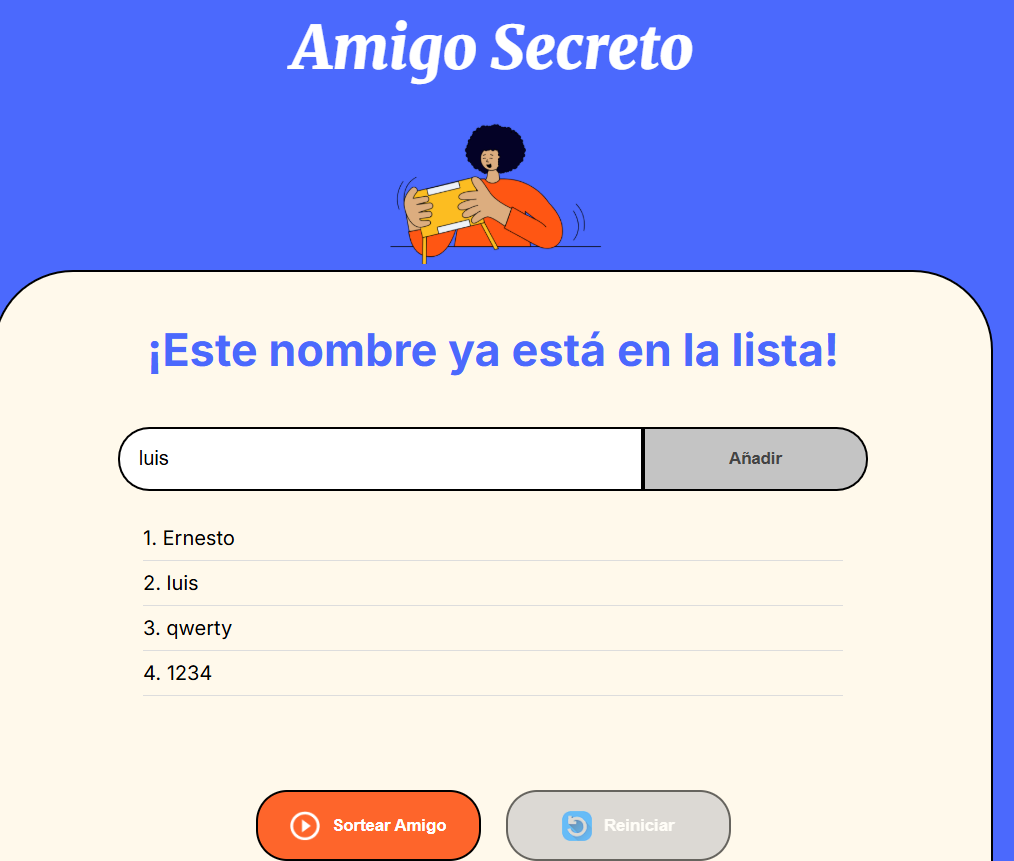 Amigo Secreto
¡Este nombre ya está en la lista!
luis
Añadir
1. Ernesto
2. luis
3. qwerty
4. 1234
Sortear Amigo
Reiniciar